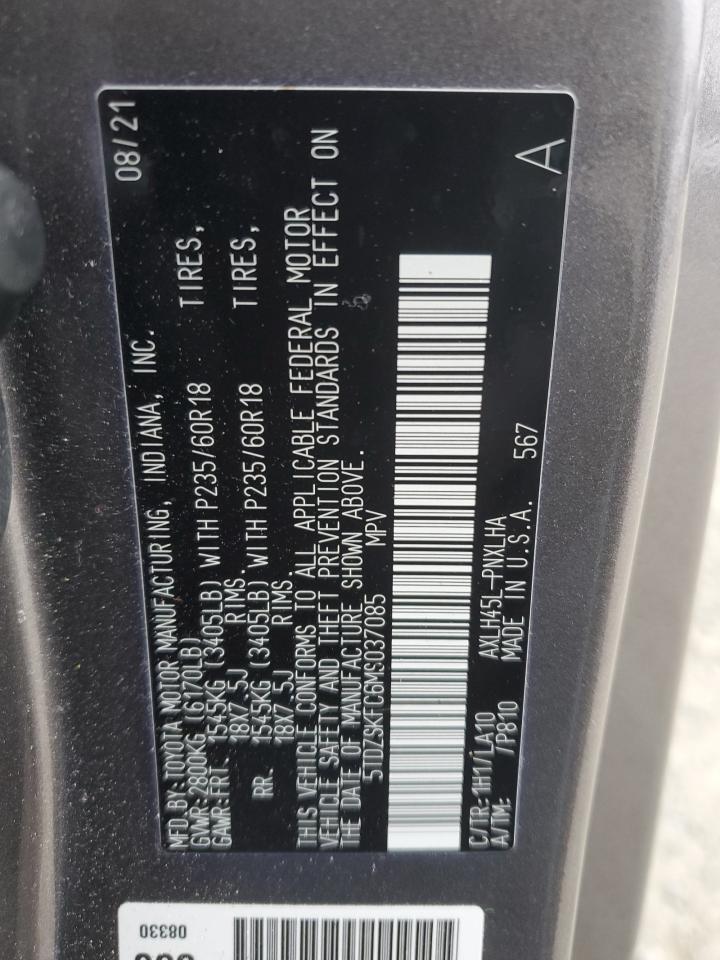 MFD.BY:TOYOTA MOTOR MANUFACTURING, INDIANA, INC. 08/21
GVWR:2800KG (6170LB)
GAWR:FRT. 1545KG (3405LB) WITH P235/60R18 TIRES,
18X7.5J RIMS.
RR. 1545KG (3405LB) WITH P235/60R18 TIRES,
18X7.5J RIMS.
THIS VEHICLE CONFORMS TO ALL APPLICABLE FEDERAL MOTOR
VEHICLE SAFETY AND THEFT PREVENTION STANDARDS IN EFFECT ON
THE DATE OF MANUFACTURE SHOWN ABOVE.
5TDZSKFC6MS037085 MPV
C/TR:1H1/LA10 AXLH45L-PNXLHA
A/TM: /P810 MADE IN U.S.A. 567 A
08330